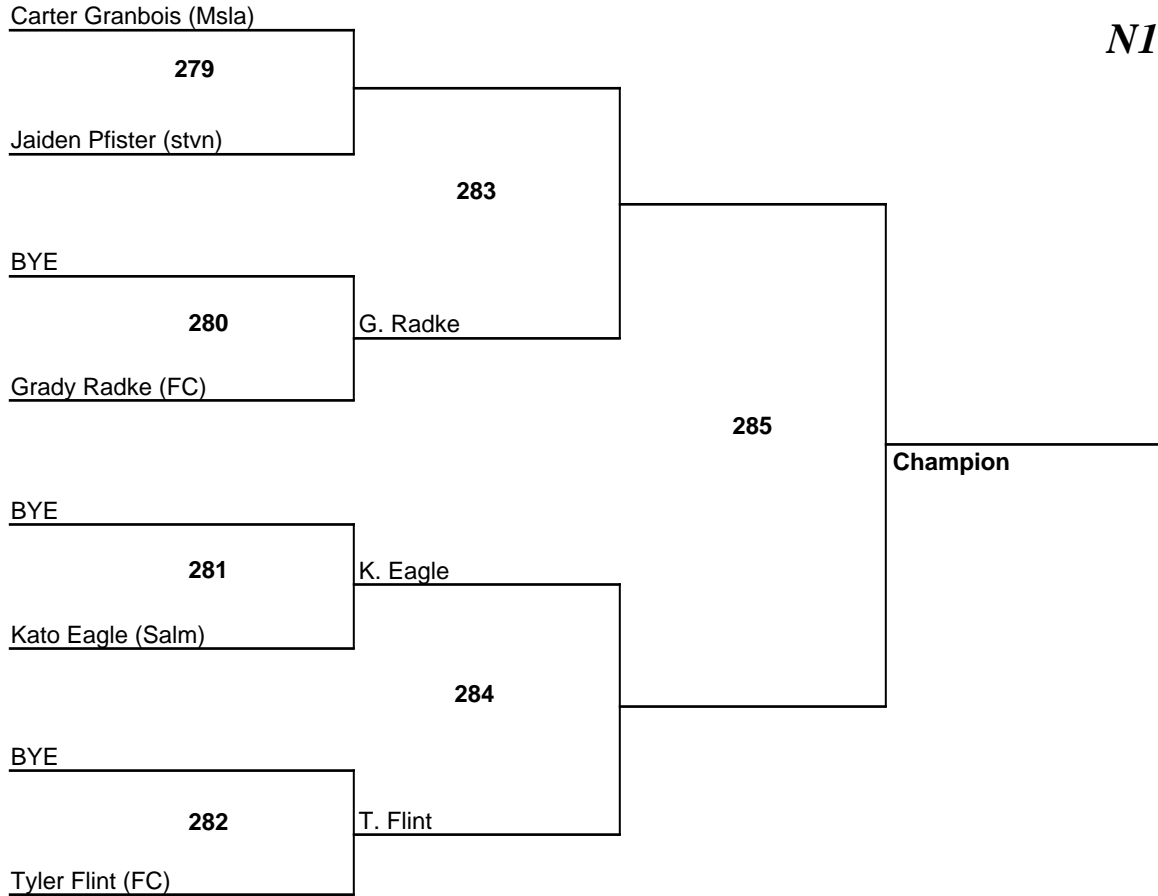 Carter Granbois (Msla)
N1
279
Jaiden Pfister (stvn)
283
BYE
280
G. Radke
Grady Radke (FC)
285
Champion
BYE
281
K. Eagle
Kato Eagle (Salm)
284
BYE
282
T. Flint
Tyler Flint (FC)